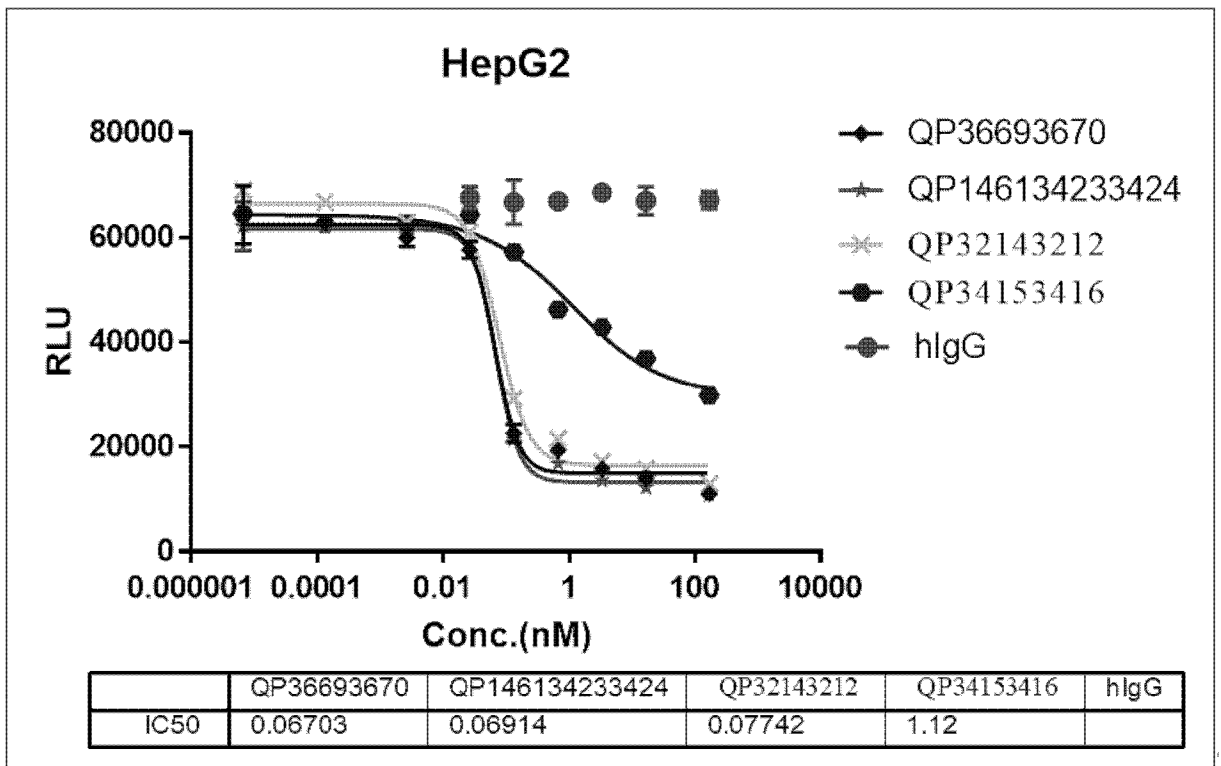 HepG2
80000
60000
40000
20000
0
RLU
0.000001 0.0001 0.01 1 100 10000
Conc.(nM)
QP36693670
QP146134233424
QP32143212
QP34153416
hIgG
QP36693670 QP146134233424 QP32143212 QP34153416 hIgG
IC50 0.06703 0.06914 0.07742 1.12